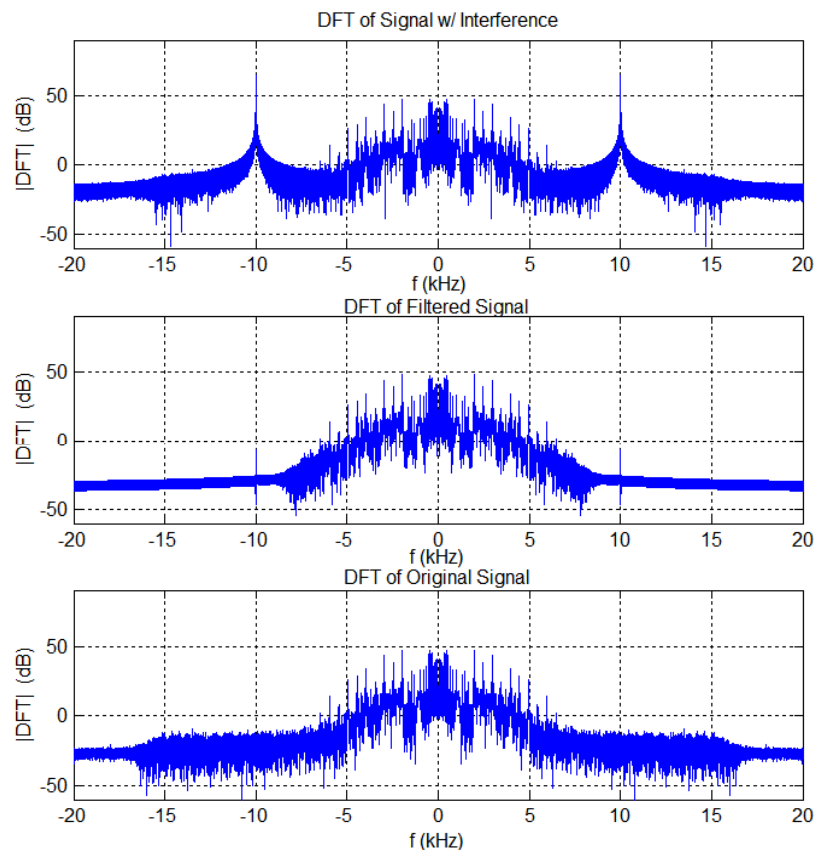 DFT of Signal w/ Interference
|DFT| (dB)
50
0
-50
-20 -15 -10 -5 0 5 10 15 20
f (kHz)
DFT of Filtered Signal
|DFT| (dB)
50
0
-50
-20 -15 -10 -5 0 5 10 15 20
f (kHz)
DFT of Original Signal
|DFT| (dB)
50
0
-50
-20 -15 -10 -5 0 5 10 15 20
f (kHz)